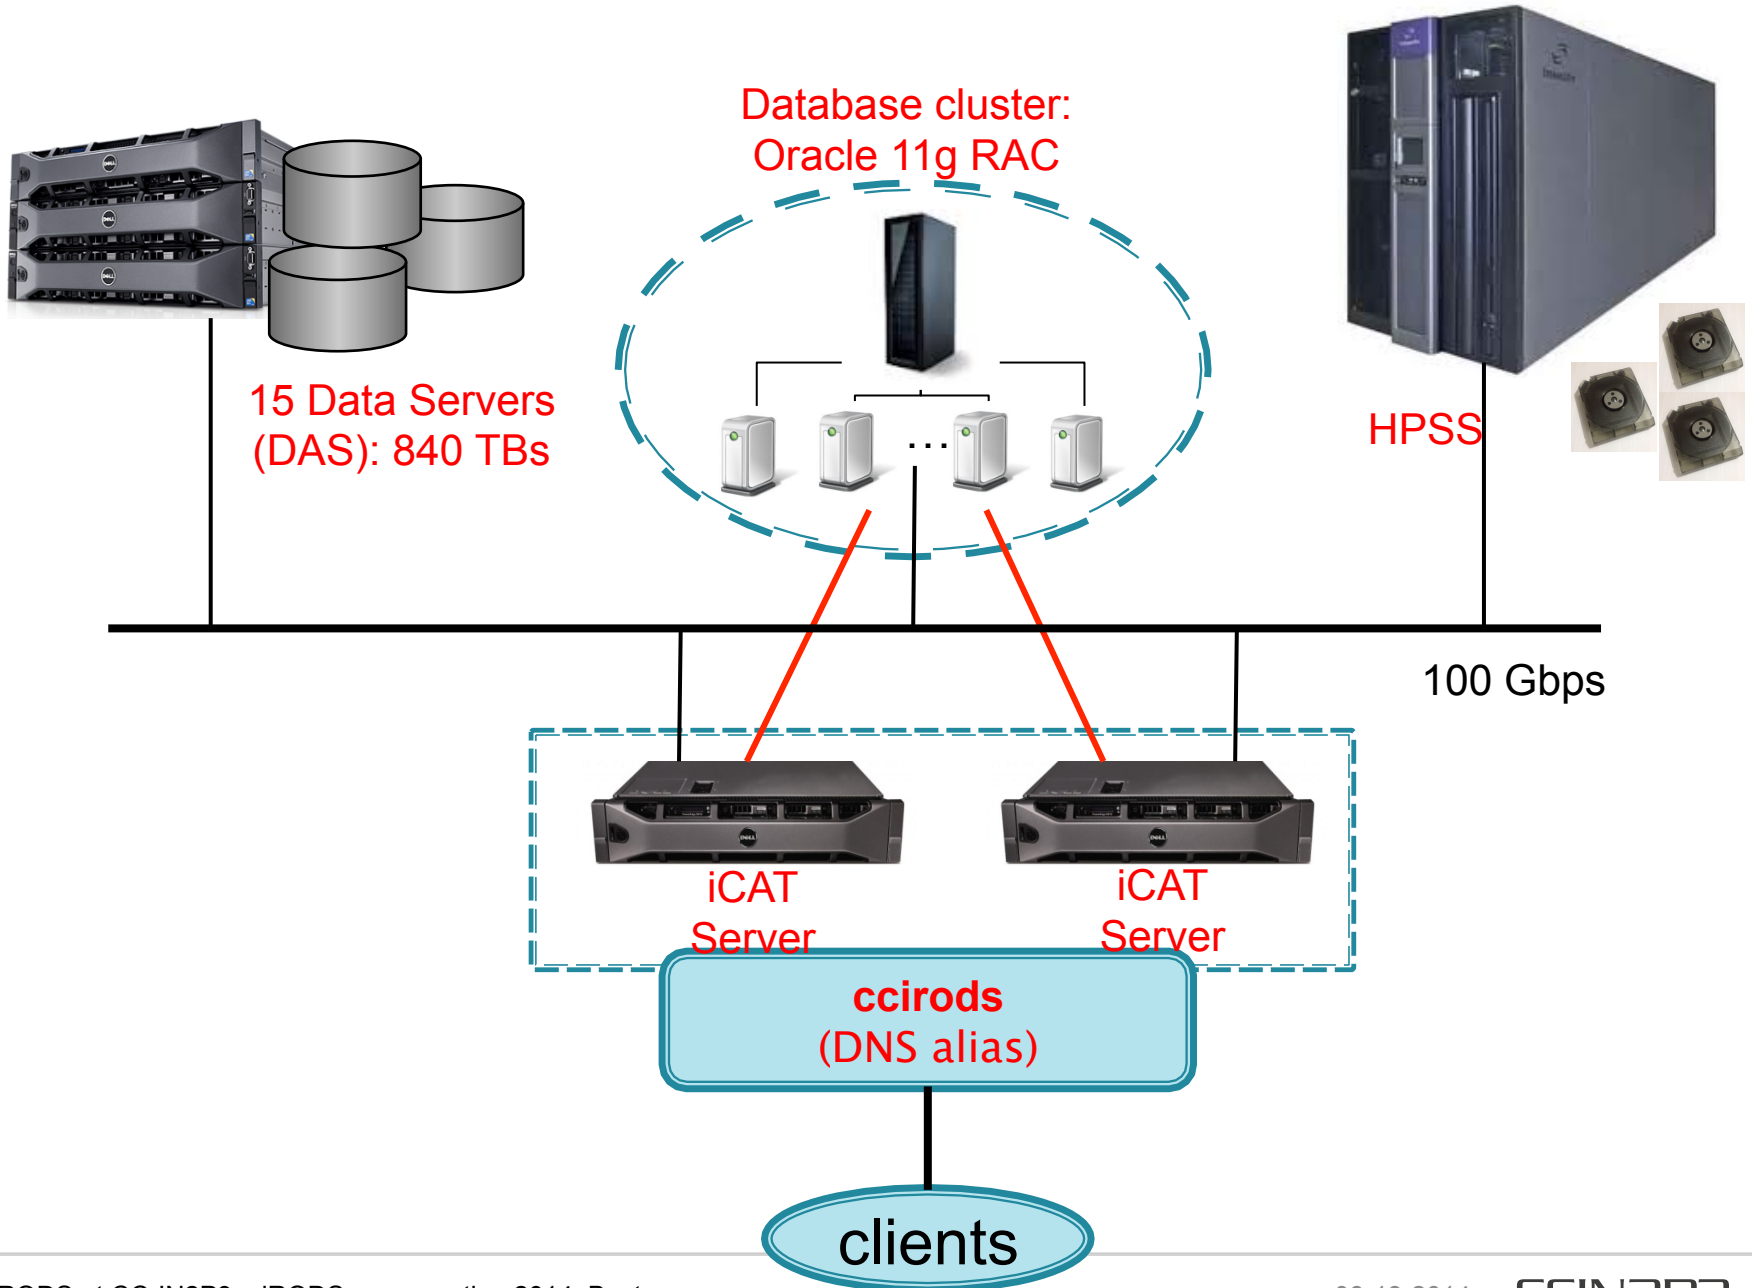 Database cluster:
Oracle 11g RAC
15 Data Servers
(DAS): 840 TBs
...
HPSS
100 Gbps
iCAT
Server
iCAT
Server
ccirods
(DNS alias)
clients